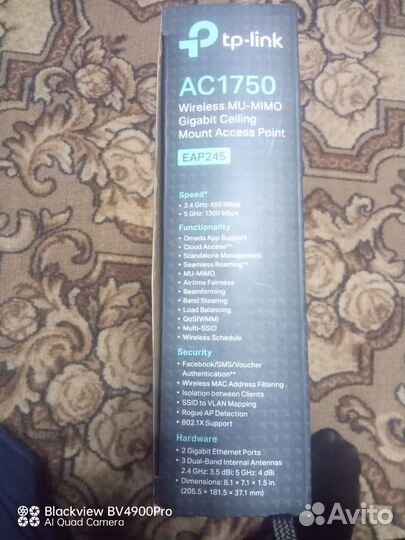 tp-link
AC1750
Wireless MU-MIMO
Gigabit Ceiling
Mount Access Point
EAP245
Speed*
• 2.4 GHz: 450 Mbps
• 5 GHz: 1300 Mbps
Functionality
• Omada App Support
• Cloud Access**
• Standalone Management
• Seamless Roaming**
• MU-MIMO
• Airtime Fairness
• Beamforming
• Band Steering
• Load Balancing
• QoS(WMM)
• Multi-SSID
• Wireless Schedule
Security
• Facebook/SMS/Voucher
Authentication**
• Wireless MAC Address Filtering
• Isolation between Clients
• SSID to VLAN Mapping
• Rogue AP Detection
• 802.1X Support
Hardware
• 2 Gigabit Ethernet Ports
• 3 Dual-Band Internal Antennas
2.4 GHz: 3.5 dBi; 5 GHz: 4 dBi
• Dimensions: 8.1 × 7.1 × 1.5 in.
(205.5 × 181.5 × 37.1 mm)
Blackview BV4900Pro
AI Quad Camera
Avito